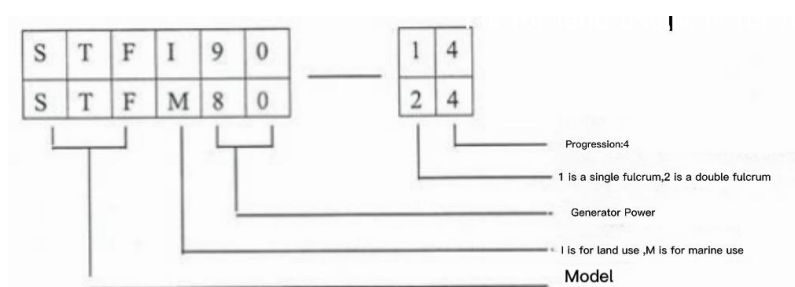 S T F I 9 0 — 1 4
S T F M 8 0 2 4
Progression:4
1 is a single fulcrum,2 is a double fulcrum
Generator Power
I is for land use ,M is for marine use
Model